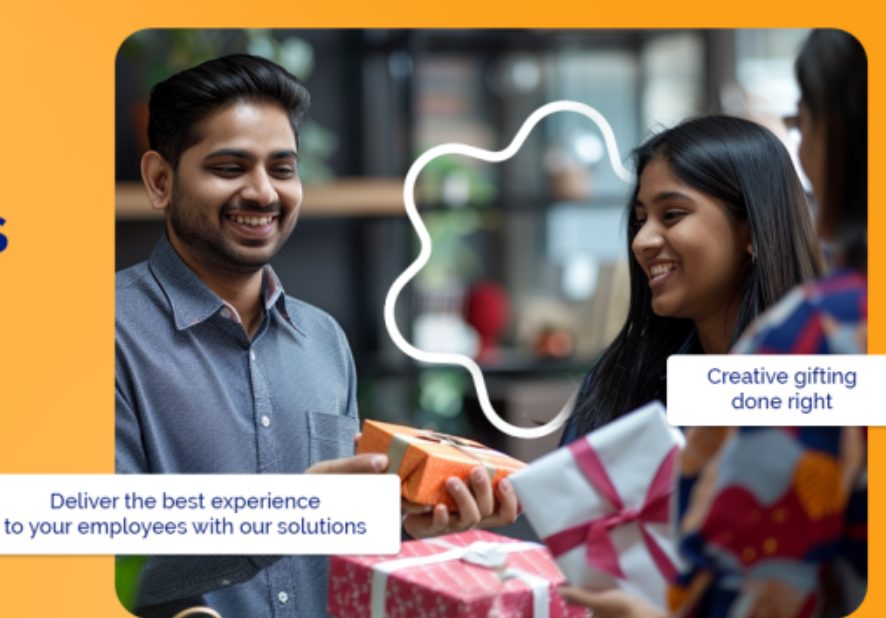 s
Creative gifting
done right
Deliver the best experience
to your employees with our solutions